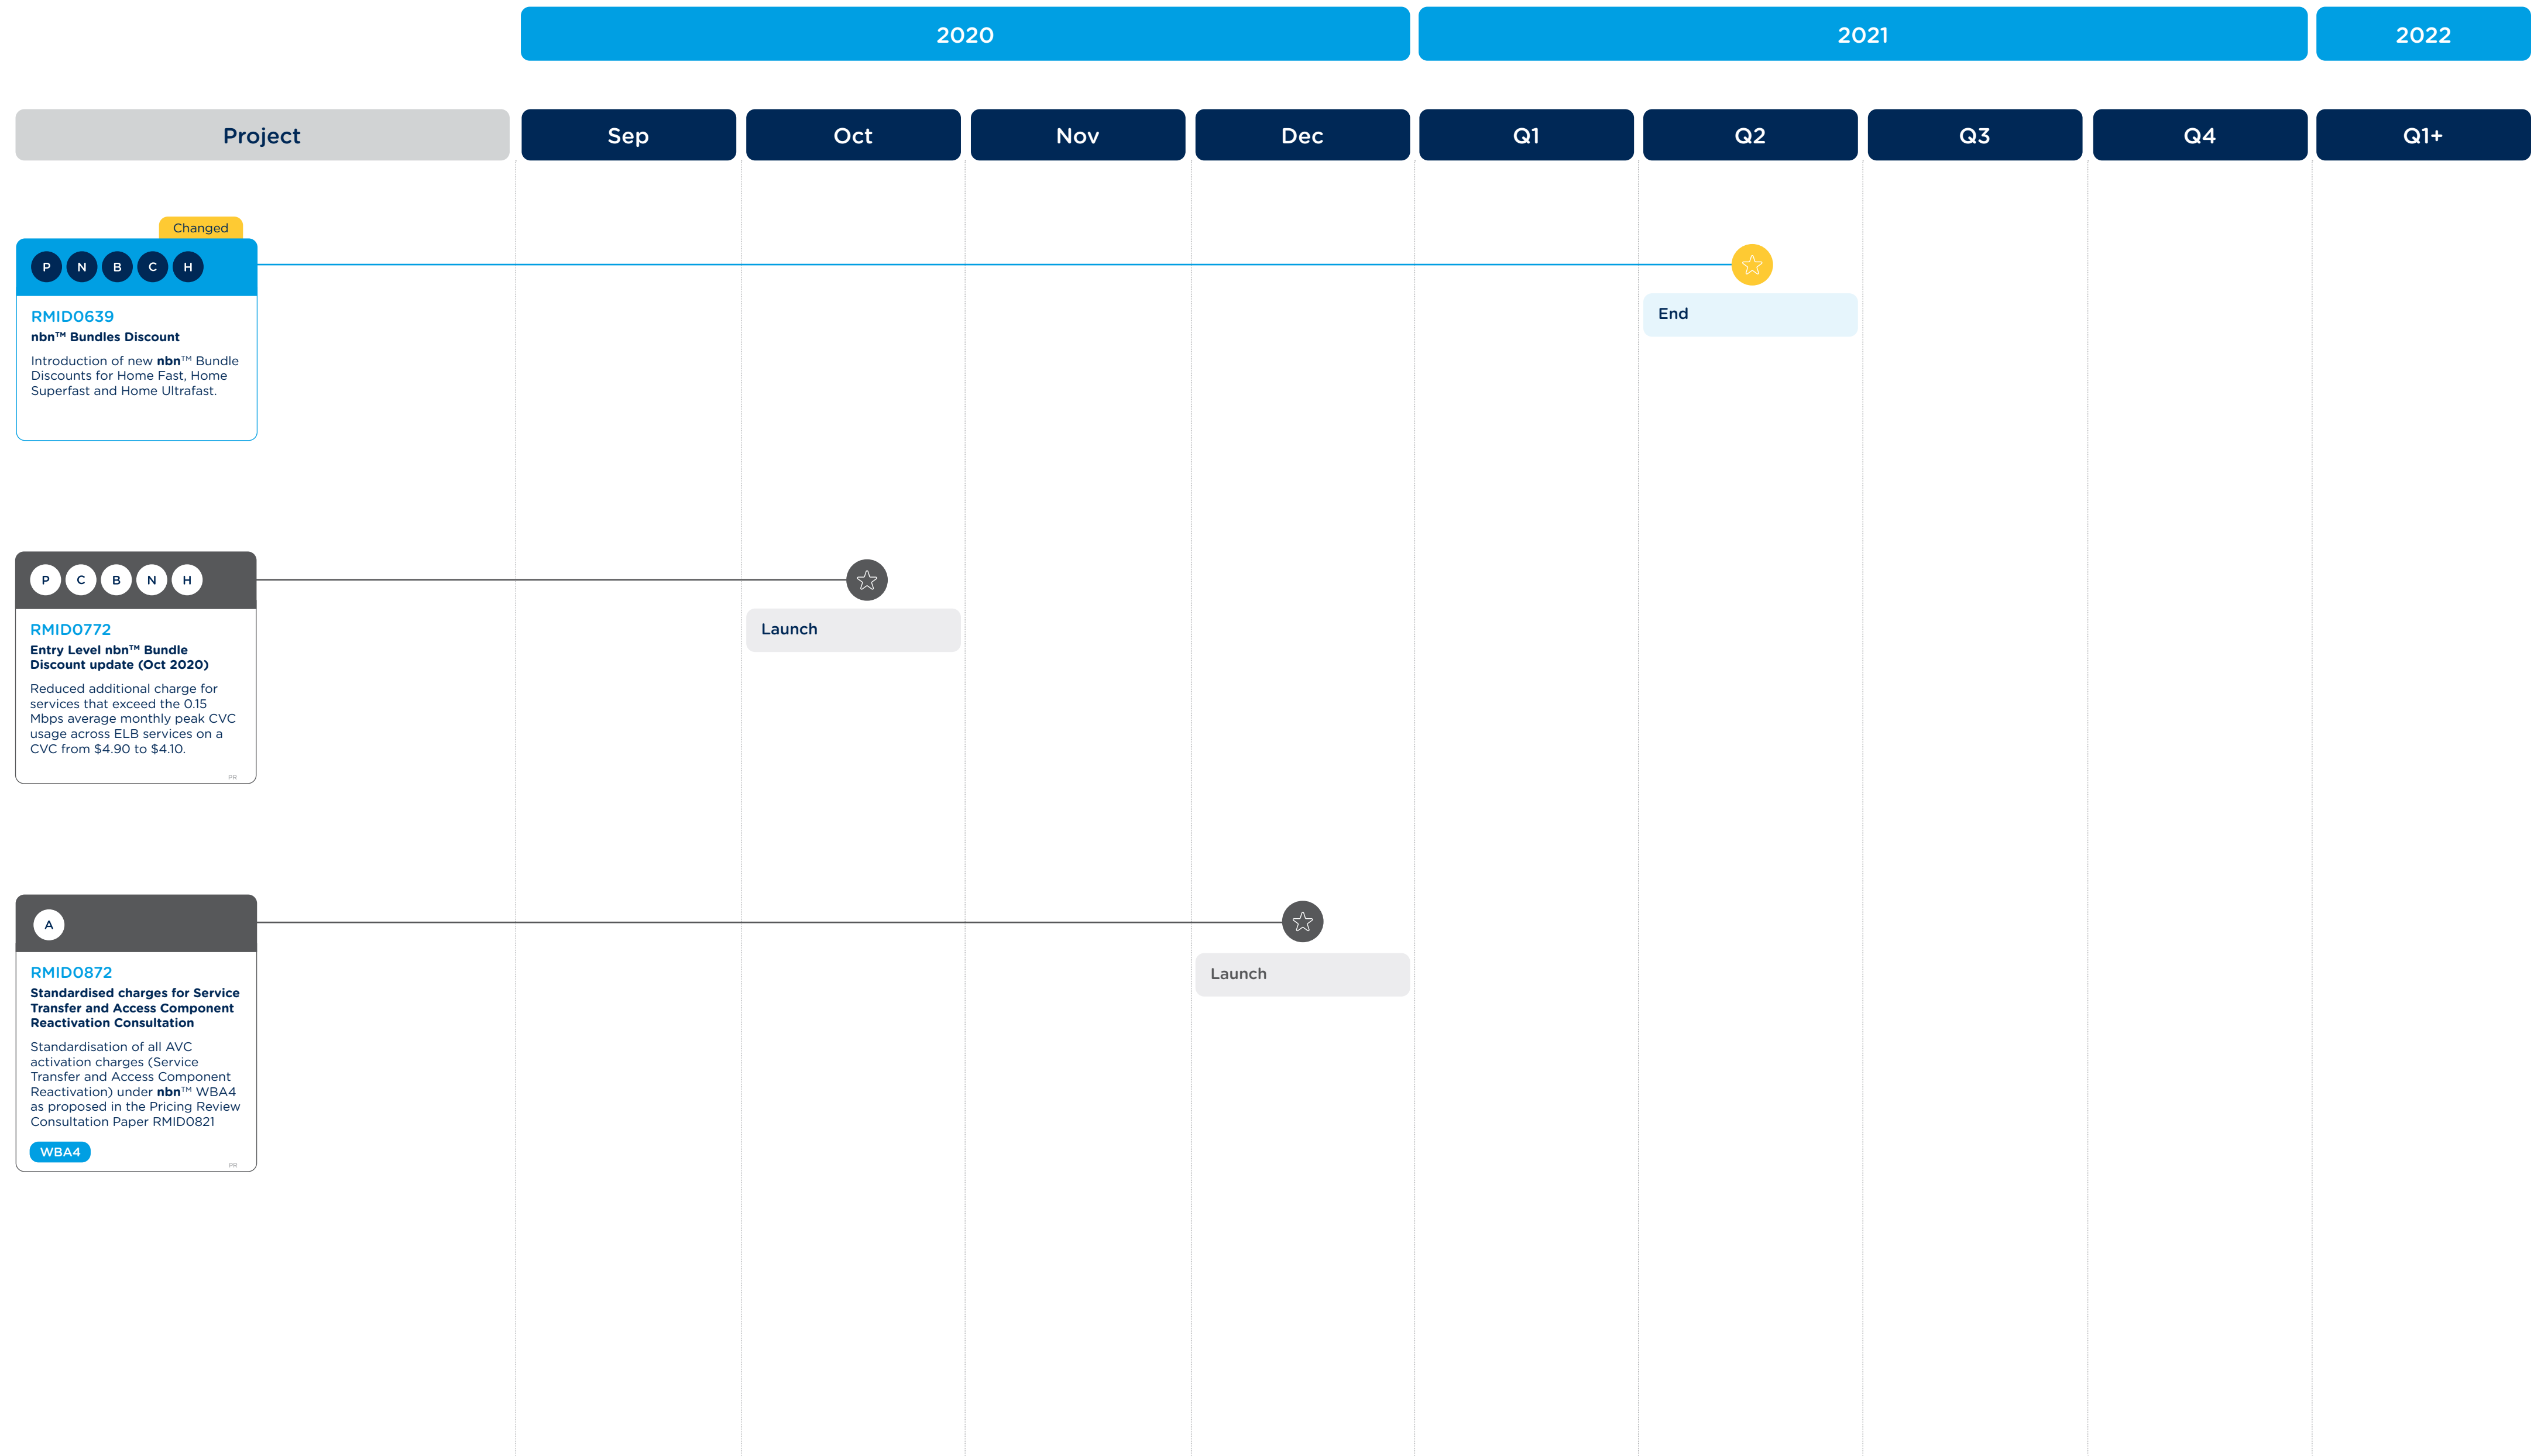 2020
2021
2022
Project
Sep
Oct
Nov
Dec
Q1
Q2
Q3
Q4
Q1+
Changed
P N B C H
RMID0639
nbn™ Bundles Discount
Introduction of new nbn™ Bundle
Discounts for Home Fast, Home
Superfast and Home Ultrafast.
End
P C B N H
RMID0772
Entry Level nbn™ Bundle
Discount update (Oct 2020)
Reduced additional charge for
services that exceed the 0.15
Mbps average monthly peak CVC
usage across ELB services on a
CVC from $4.90 to $4.10.
PR
Launch
A
RMID0872
Standardised charges for Service
Transfer and Access Component
Reactivation Consultation
Standardisation of all AVC
activation charges (Service
Transfer and Access Component
Reactivation) under nbn™ WBA4
as proposed in the Pricing Review
Consultation Paper RMID0821
WBA4
PR
Launch